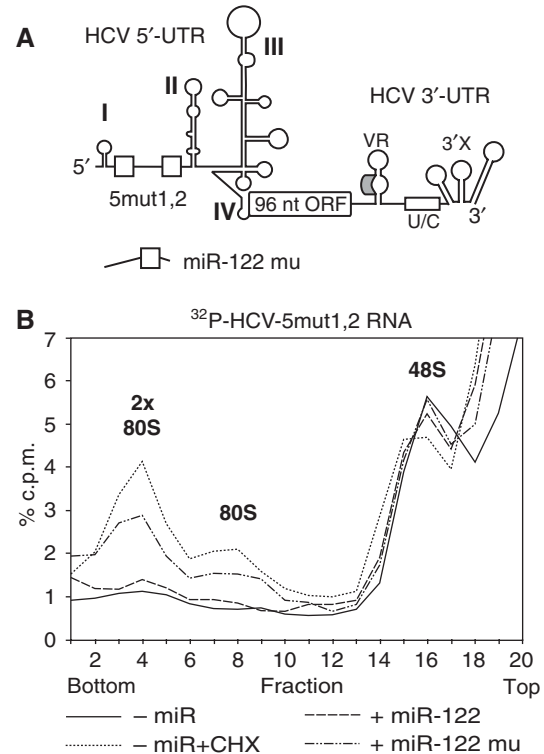 A
HCV 5′-UTR
III
II
HCV 3′-UTR
I
VR
3′X
5′
5mut1,2
IV
96 nt ORF
U/C
3′
miR-122 mu
B
³²P-HCV-5mut1,2 RNA
7
6
5
4
3
2
1
0
% c.p.m.
2x
80S
80S
48S
2 4 6 8 10 12 14 16 18 20
Bottom Fraction Top
– miR + miR-122
– miR+CHX + miR-122 mu